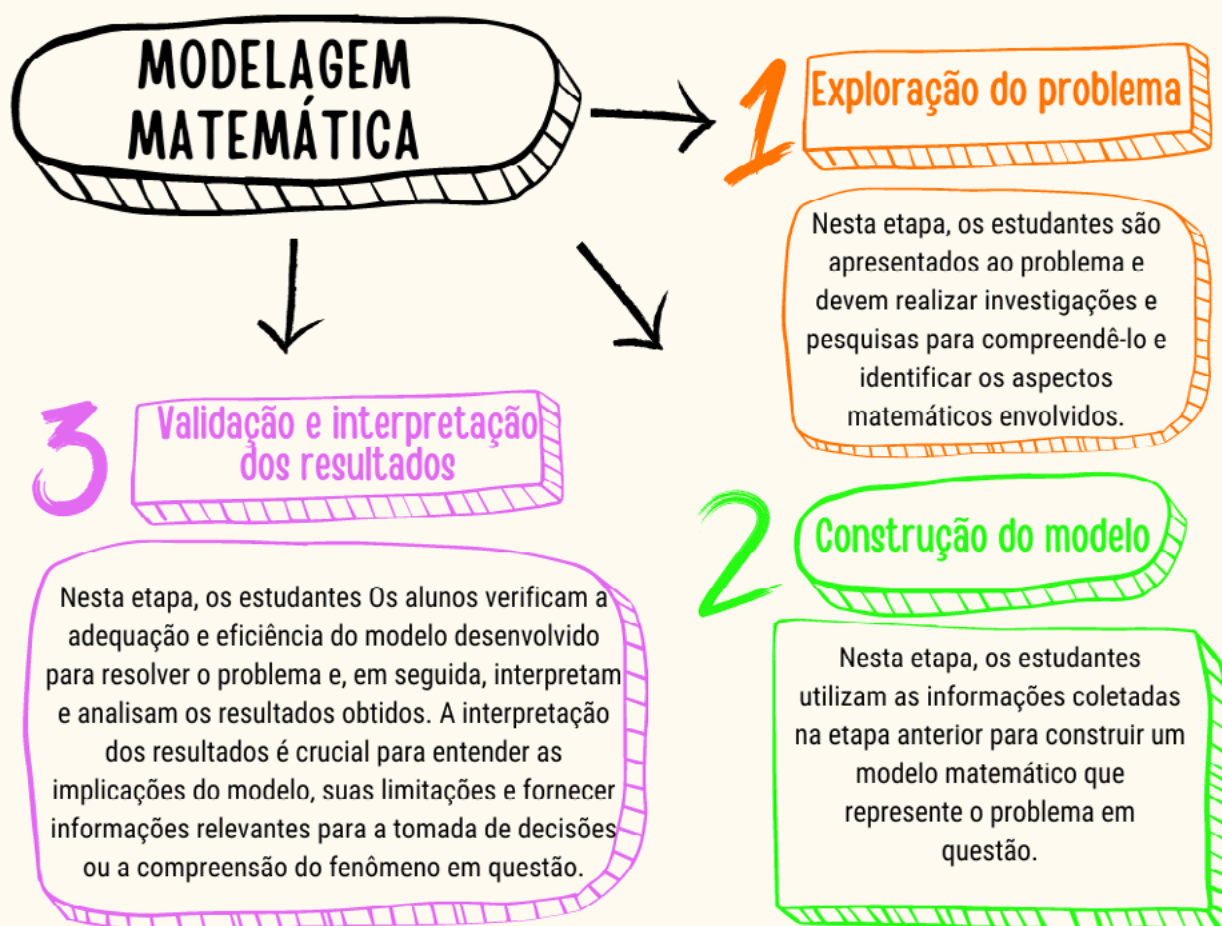 MODELAGEM
MATEMÁTICA
1
Exploração do problema
Nesta etapa, os estudantes são
apresentados ao problema e
devem realizar investigações e
pesquisas para compreendê-lo e
identificar os aspectos
matemáticos envolvidos.
2
Construção do modelo
Nesta etapa, os estudantes
utilizam as informações coletadas
na etapa anterior para construir um
modelo matemático que
represente o problema em
questão.
3
Validação e interpretação
dos resultados
Nesta etapa, os estudantes Os alunos verificam a
adequação e eficiência do modelo desenvolvido
para resolver o problema e, em seguida, interpretam
e analisam os resultados obtidos. A interpretação
dos resultados é crucial para entender as
implicações do modelo, suas limitações e fornecer
informações relevantes para a tomada de decisões
ou a compreensão do fenômeno em questão.